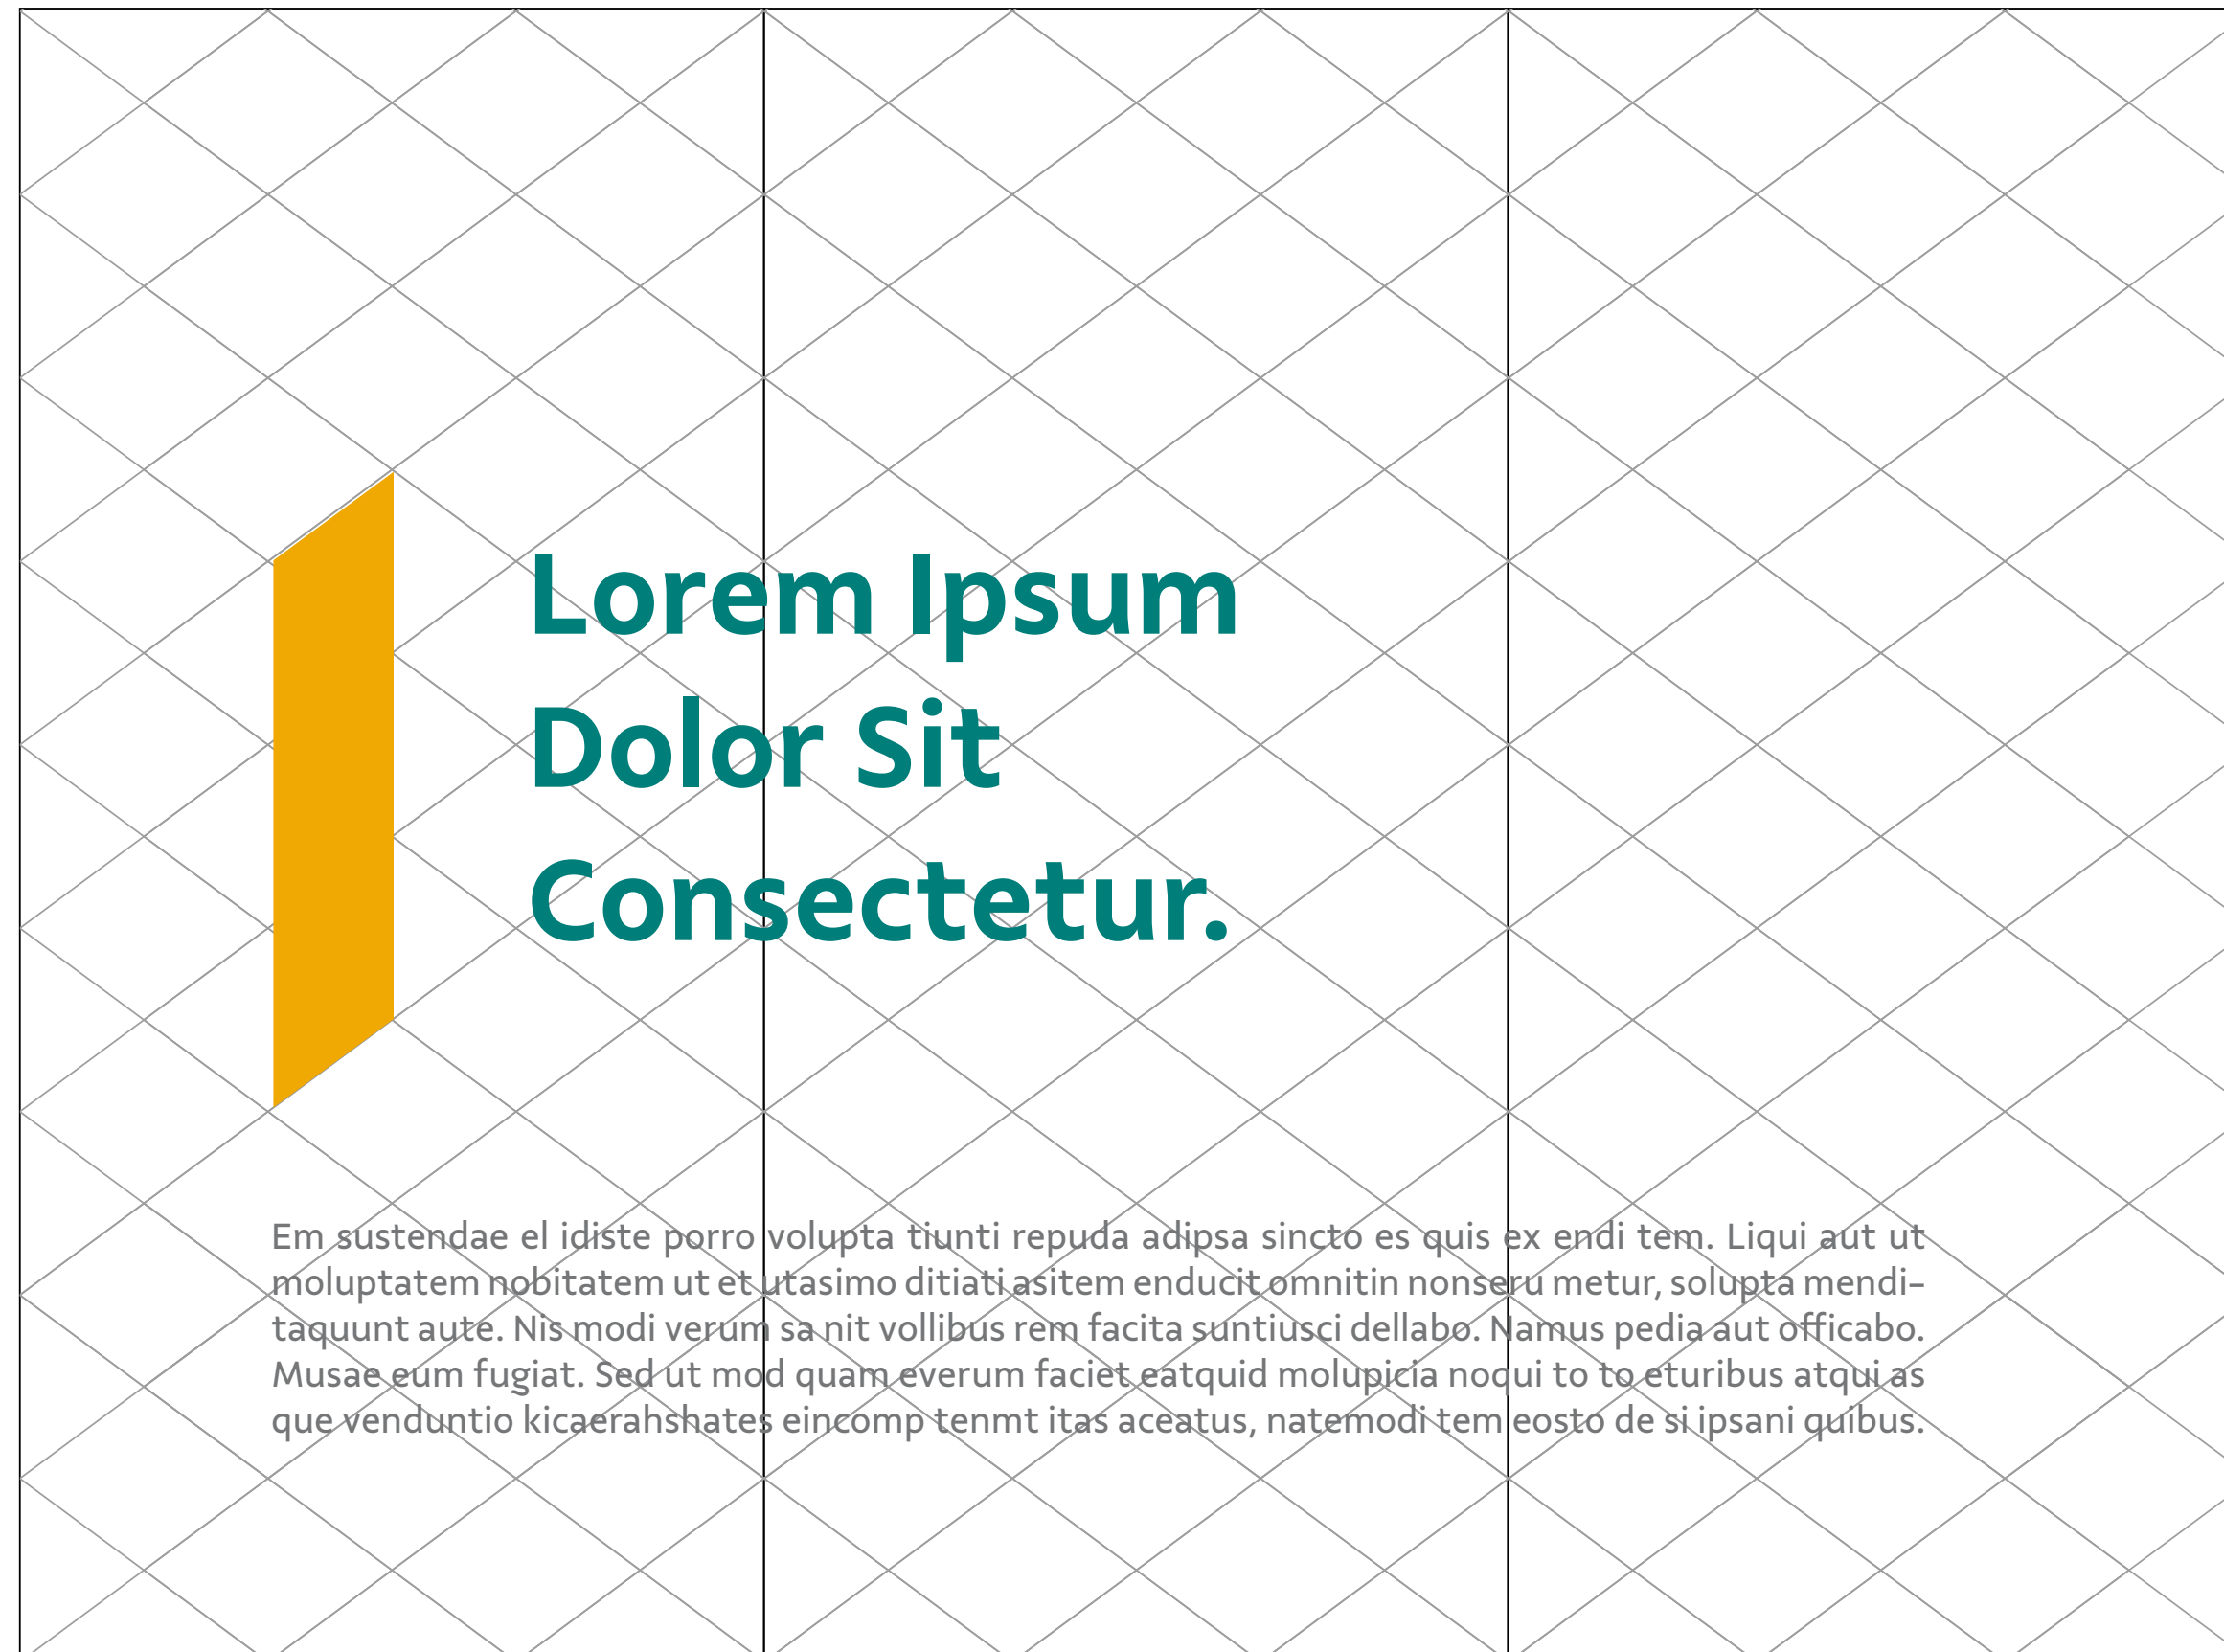 Lorem Ipsum
Dolor Sit
Consectetur.
Em sustendae el idiste porro volupta tiunti repuda adipsa sincto es quis ex endi tem. Liqui aut ut
moluptatem nobitatem ut et utasimo ditiati asitem enducit omnitin nonseru metur, solupta mendi-
taquunt aute. Nis modi verum sa nit vollibus rem facita suntiusci dellabo. Namus pedia aut officabo.
Musae eum fugiat. Sed ut mod quam everum faciet eatquid molupicia noqui to to eturibus atqui as
que venduntio kicaerahshates eincomp tenmt itas aceatus, natemodi tem eosto de si ipsani quibus.